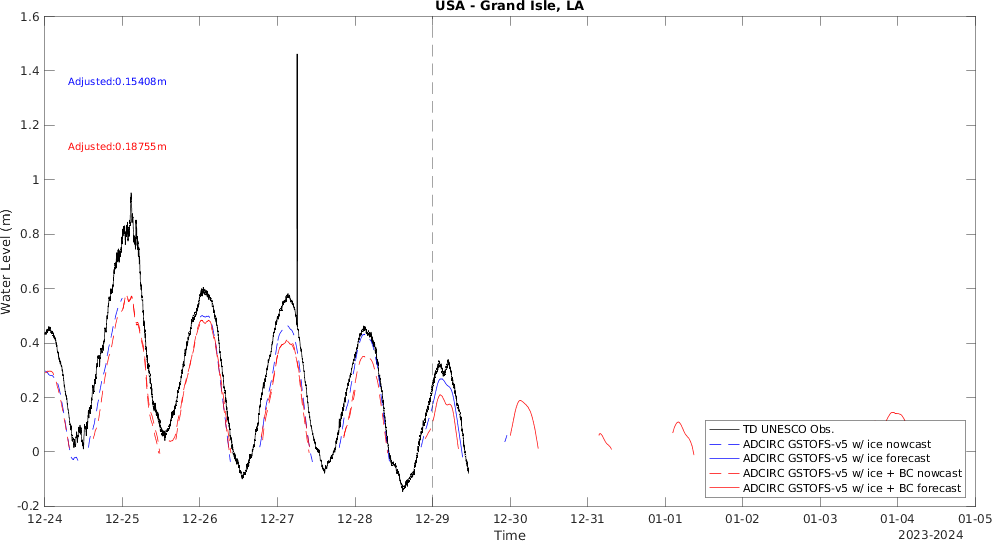 USA - Grand Isle, LA
1.6
1.4
1.2
1
0.8
0.6
0.4
0.2
0
-0.2
Water Level (m)
Adjusted:0.15408m
Adjusted:0.18755m
TD UNESCO Obs.
ADCIRC GSTOFS-v5 w/ ice nowcast
ADCIRC GSTOFS-v5 w/ ice forecast
ADCIRC GSTOFS-v5 w/ ice + BC nowcast
ADCIRC GSTOFS-v5 w/ ice + BC forecast
12-24 12-25 12-26 12-27 12-28 12-29 12-30 12-31 01-01 01-02 01-03 01-04 01-05
Time
2023-2024